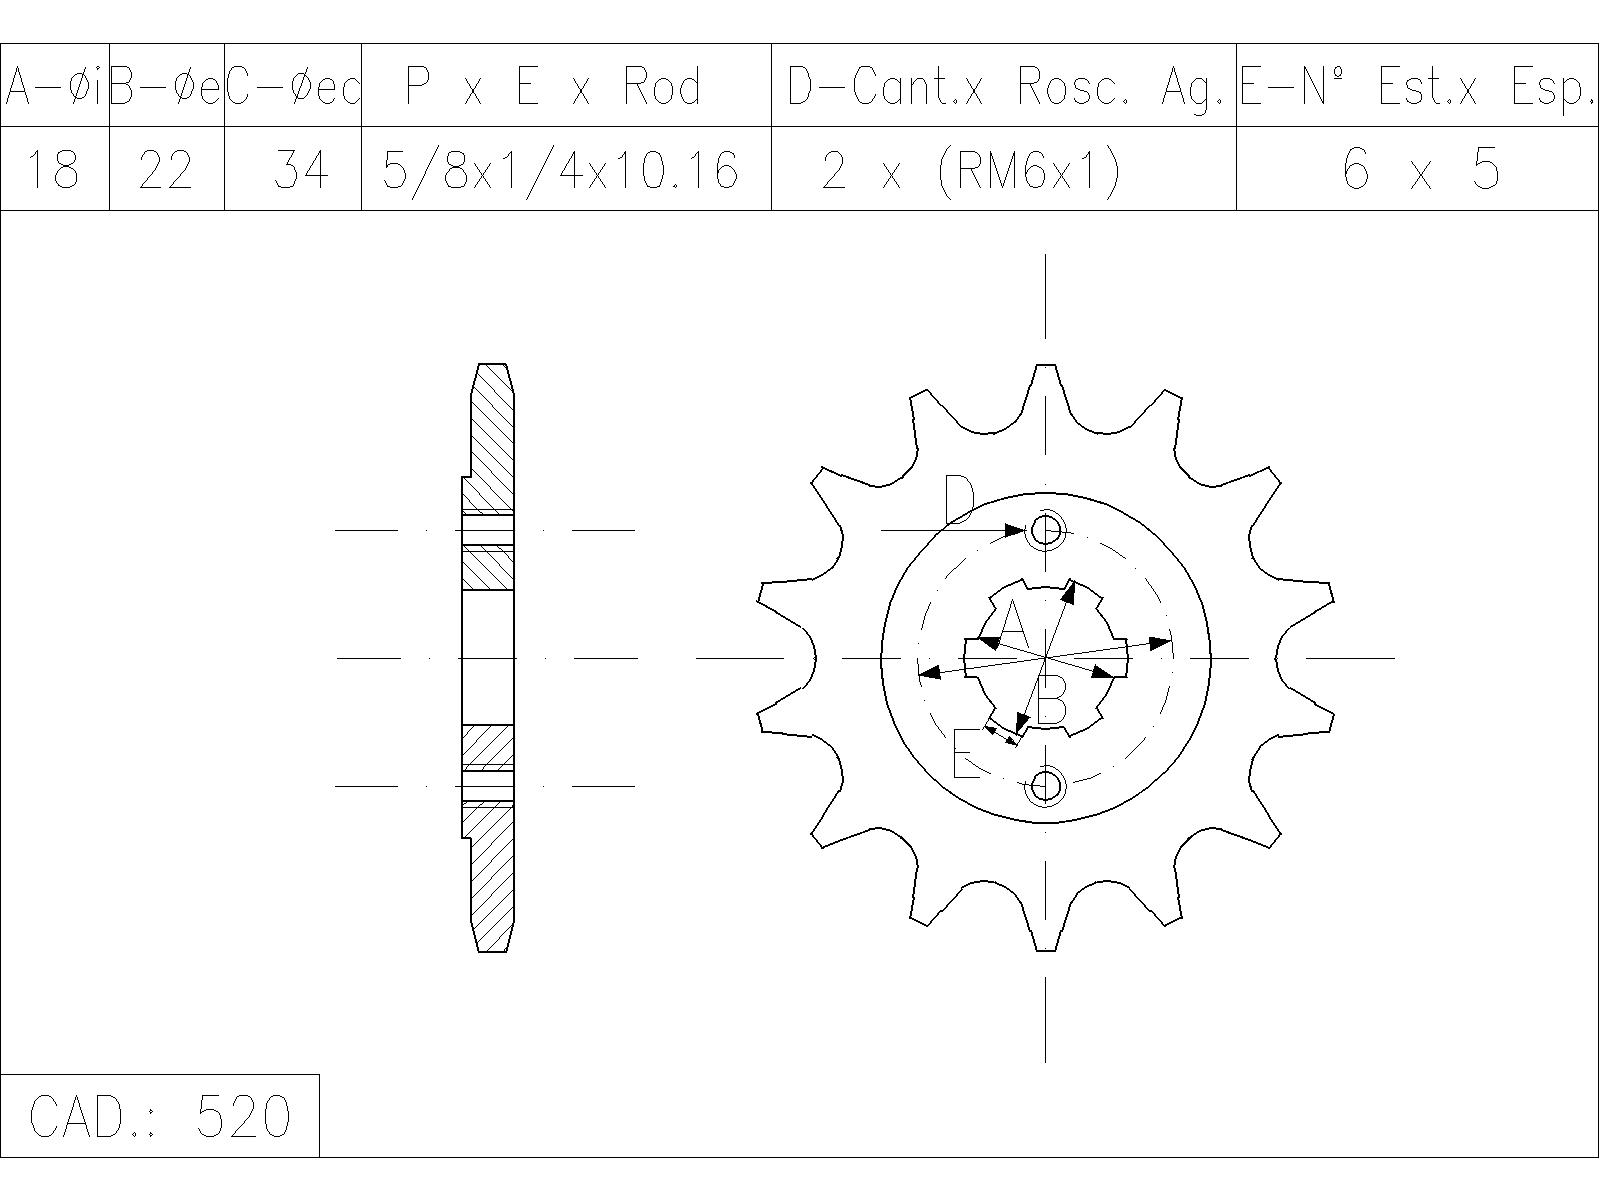 A-øi B-øe C-øec P x E x Rod D-Cant.x Rosc. Ag. E-Nº Est.x Esp.
18 22 34 5/8x1/4x10.16 2 x (RM6x1) 6 x 5
D
A
B
E
CAD.: 520